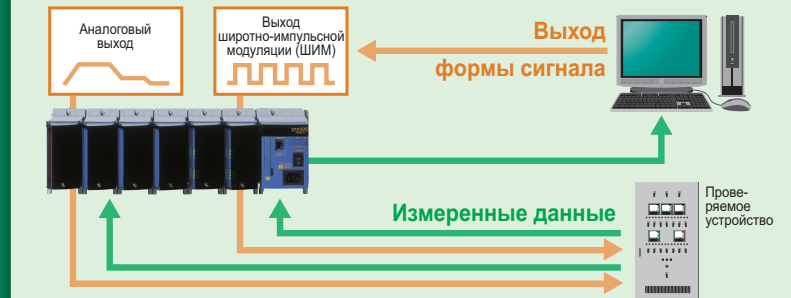 Аналоговый
выход
Выход
широтно-импульсной
модуляции (ШИМ)
Выход
формы сигнала
Измеренные данные
Прове-
ряемое
устройство